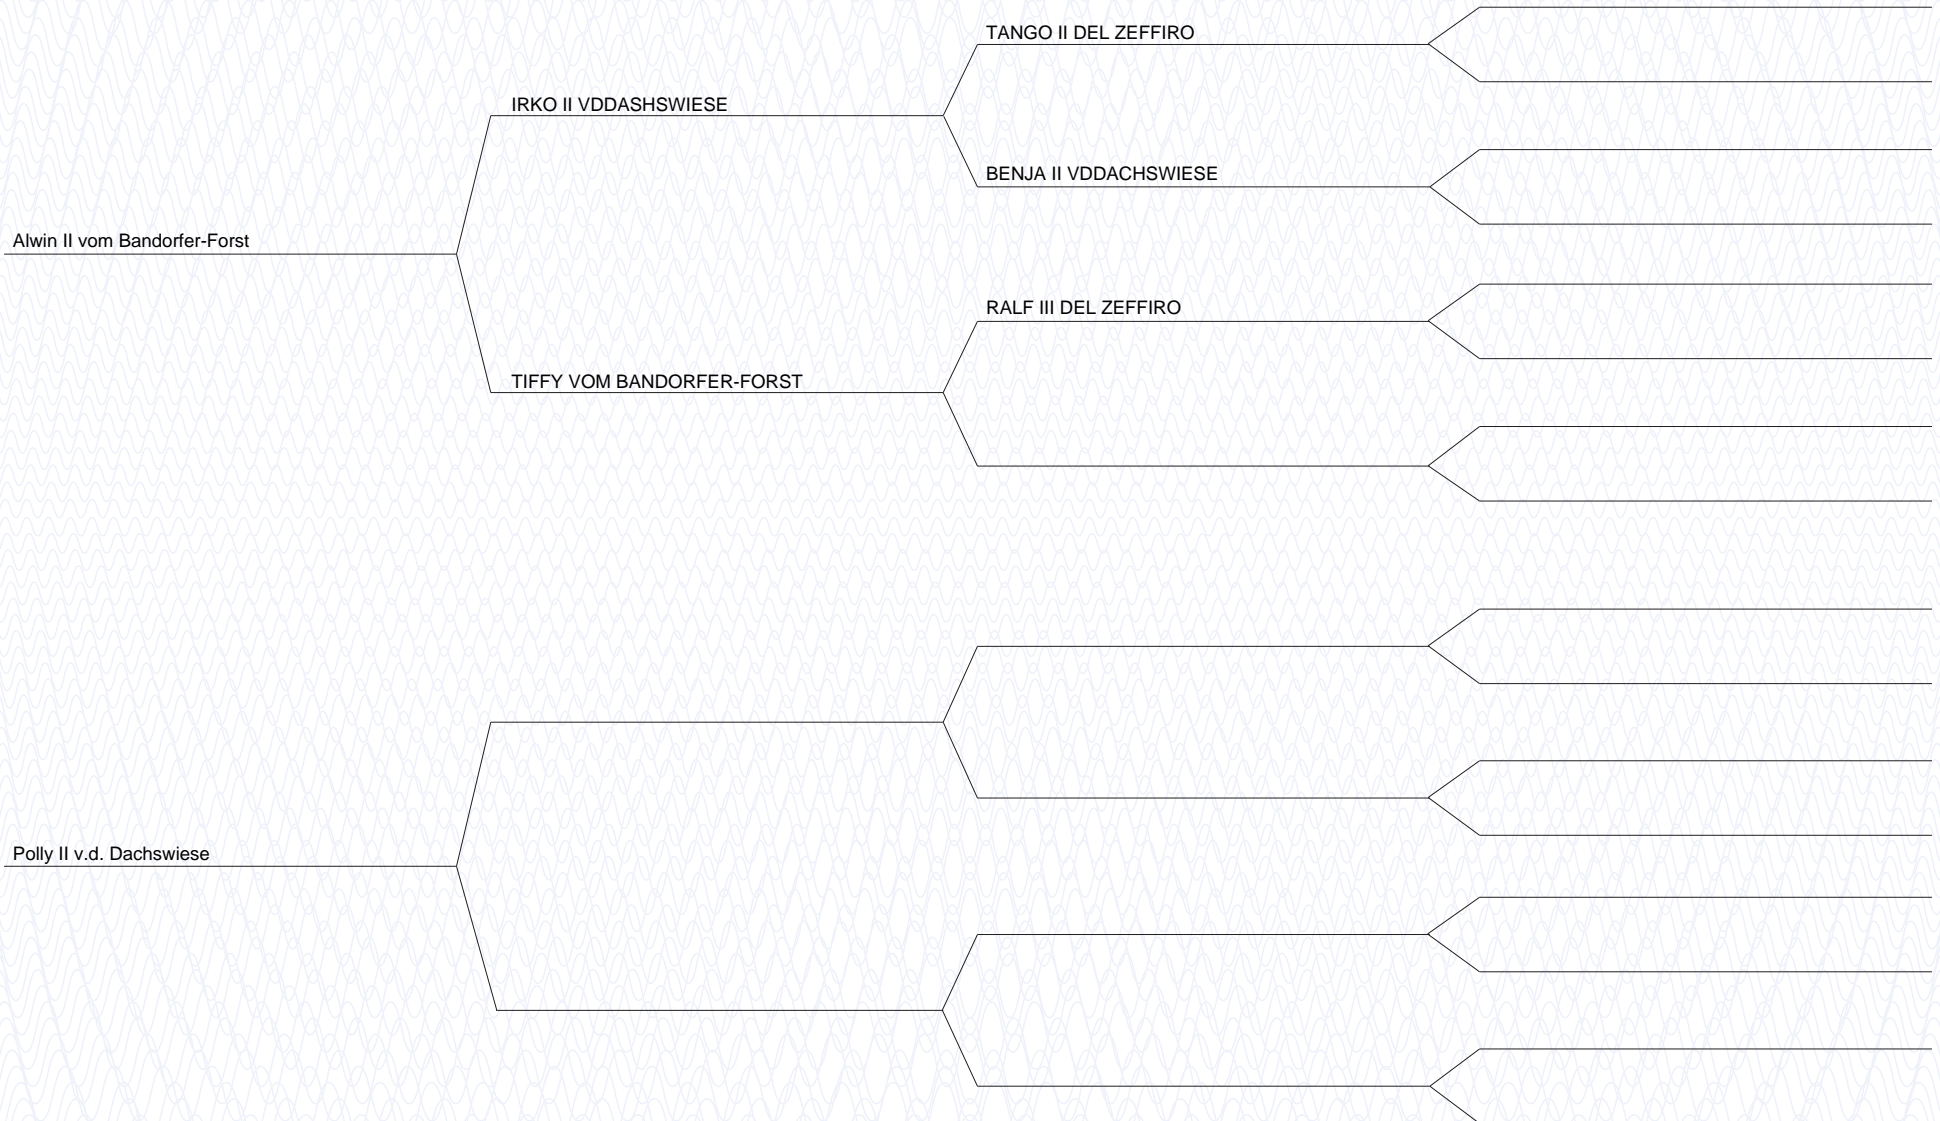 TANGO II DEL ZEFFIRO
IRKO II VDDASHSWIESE
BENJA II VDDACHSWIESE
Alwin II vom Bandorfer-Forst
RALF III DEL ZEFFIRO
TIFFY VOM BANDORFER-FORST
Polly II v.d. Dachswiese